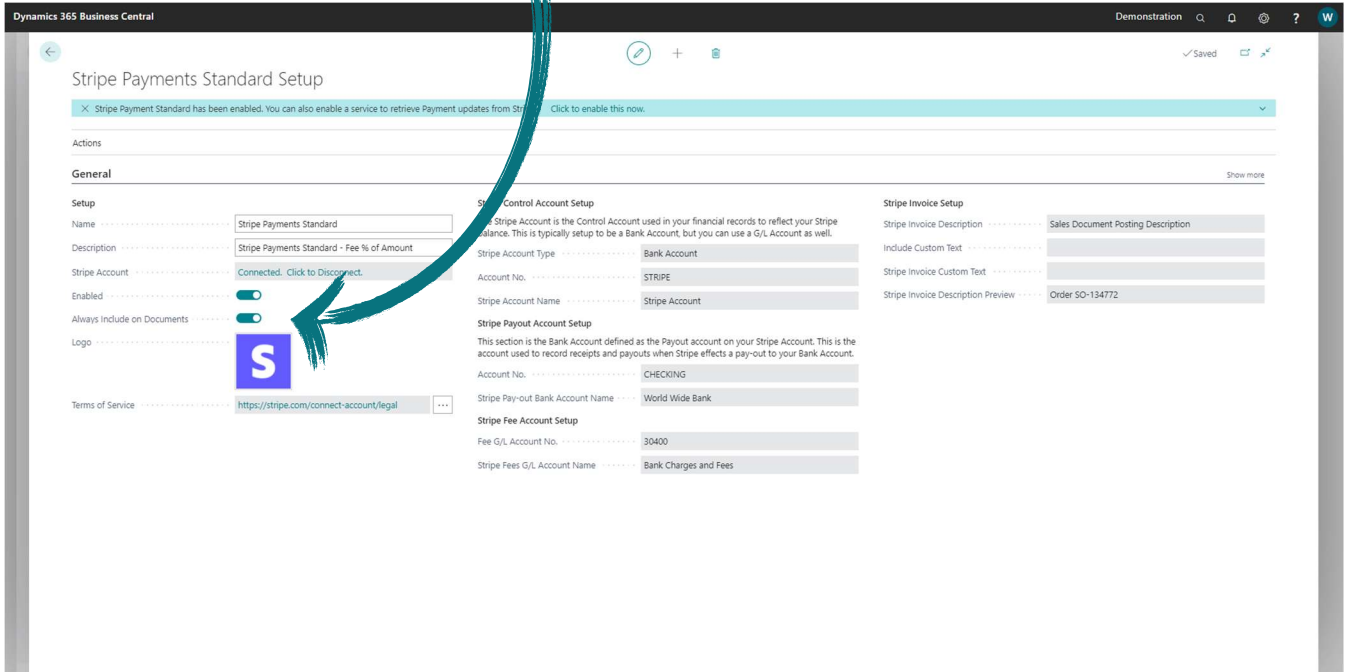 Dynamics 365 Business Central
Demonstration
?
W
Saved
Stripe Payments Standard Setup
Stripe Payment Standard has been enabled. You can also enable a service to retrieve Payment updates from Click to enable this now.
Actions
General
Show more
Setup
Name
Stripe Payments Standard
Description
Stripe Payments Standard - Fee % of Amount
Stripe Account
Connected. Click to Disconnect.
Enabled
Always Include on Documents
Logo
S
Terms of Service
https://stripe.com/connect-account/legal
...
Control Account Setup
Stripe Account is the Control Account used in your financial records to reflect your Stripe
balance. This is typically setup to be a Bank Account, but you can use a G/L Account as well.
Stripe Account Type
Bank Account
Account No.
STRIPE
Stripe Account Name
Stripe Account
Stripe Payout Account Setup
This section is the Bank Account defined as the Payout account on your Stripe Account. This is the
account used to record receipts and payouts when Stripe effects a pay-out to your Bank Account.
Account No.
CHECKING
Stripe Pay-out Bank Account Name
World Wide Bank
Stripe Fee Account Setup
Fee G/L Account No.
30400
Stripe Fees G/L Account Name
Bank Charges and Fees
Stripe Invoice Setup
Stripe Invoice Description
Sales Document Posting Description
Include Custom Text
Stripe Invoice Custom Text
Stripe Invoice Description Preview
Order SO-134772